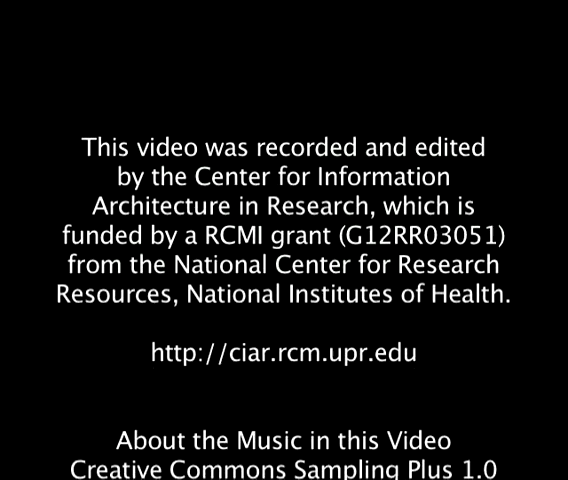 This video was recorded and edited
by the Center for Information
Architecture in Research, which is
funded by a RCMI grant (G12RR03051)
from the National Center for Research
Resources, National Institutes of Health.
http://ciar.rcm.upr.edu
About the Music in this Video
Creative Commons Sampling Plus 1.0